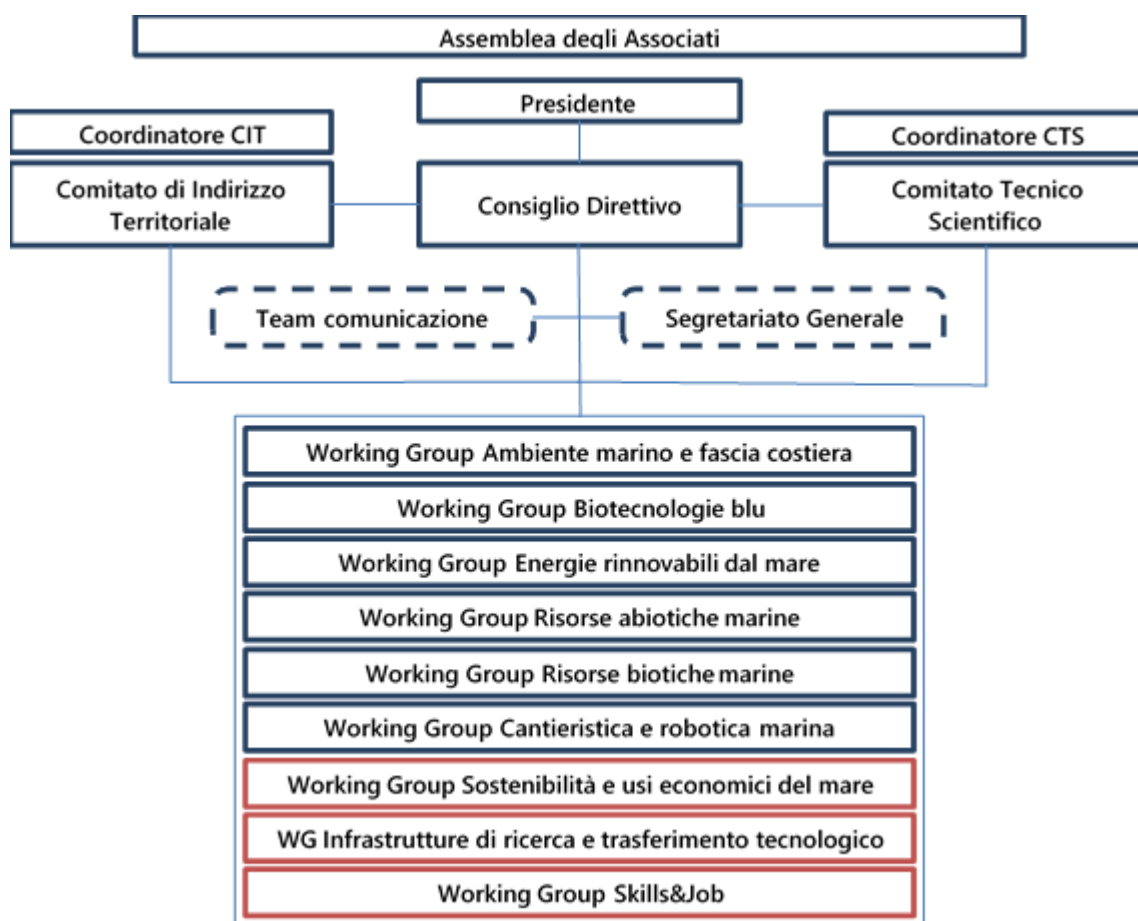 Assemblea degli Associati
Presidente
Coordinatore CIT
Coordinatore CTS
Comitato di Indirizzo
Territoriale
Consiglio Direttivo
Comitato Tecnico
Scientifico
Team comunicazione
Segretariato Generale
Working Group Ambiente marino e fascia costiera
Working Group Biotecnologie blu
Working Group Energie rinnovabili dal mare
Working Group Risorse abiotiche marine
Working Group Risorse biotiche marine
Working Group Cantieristica e robotica marina
Working Group Sostenibilità e usi economici del mare
WG Infrastrutture di ricerca e trasferimento tecnologico
Working Group Skills&Job